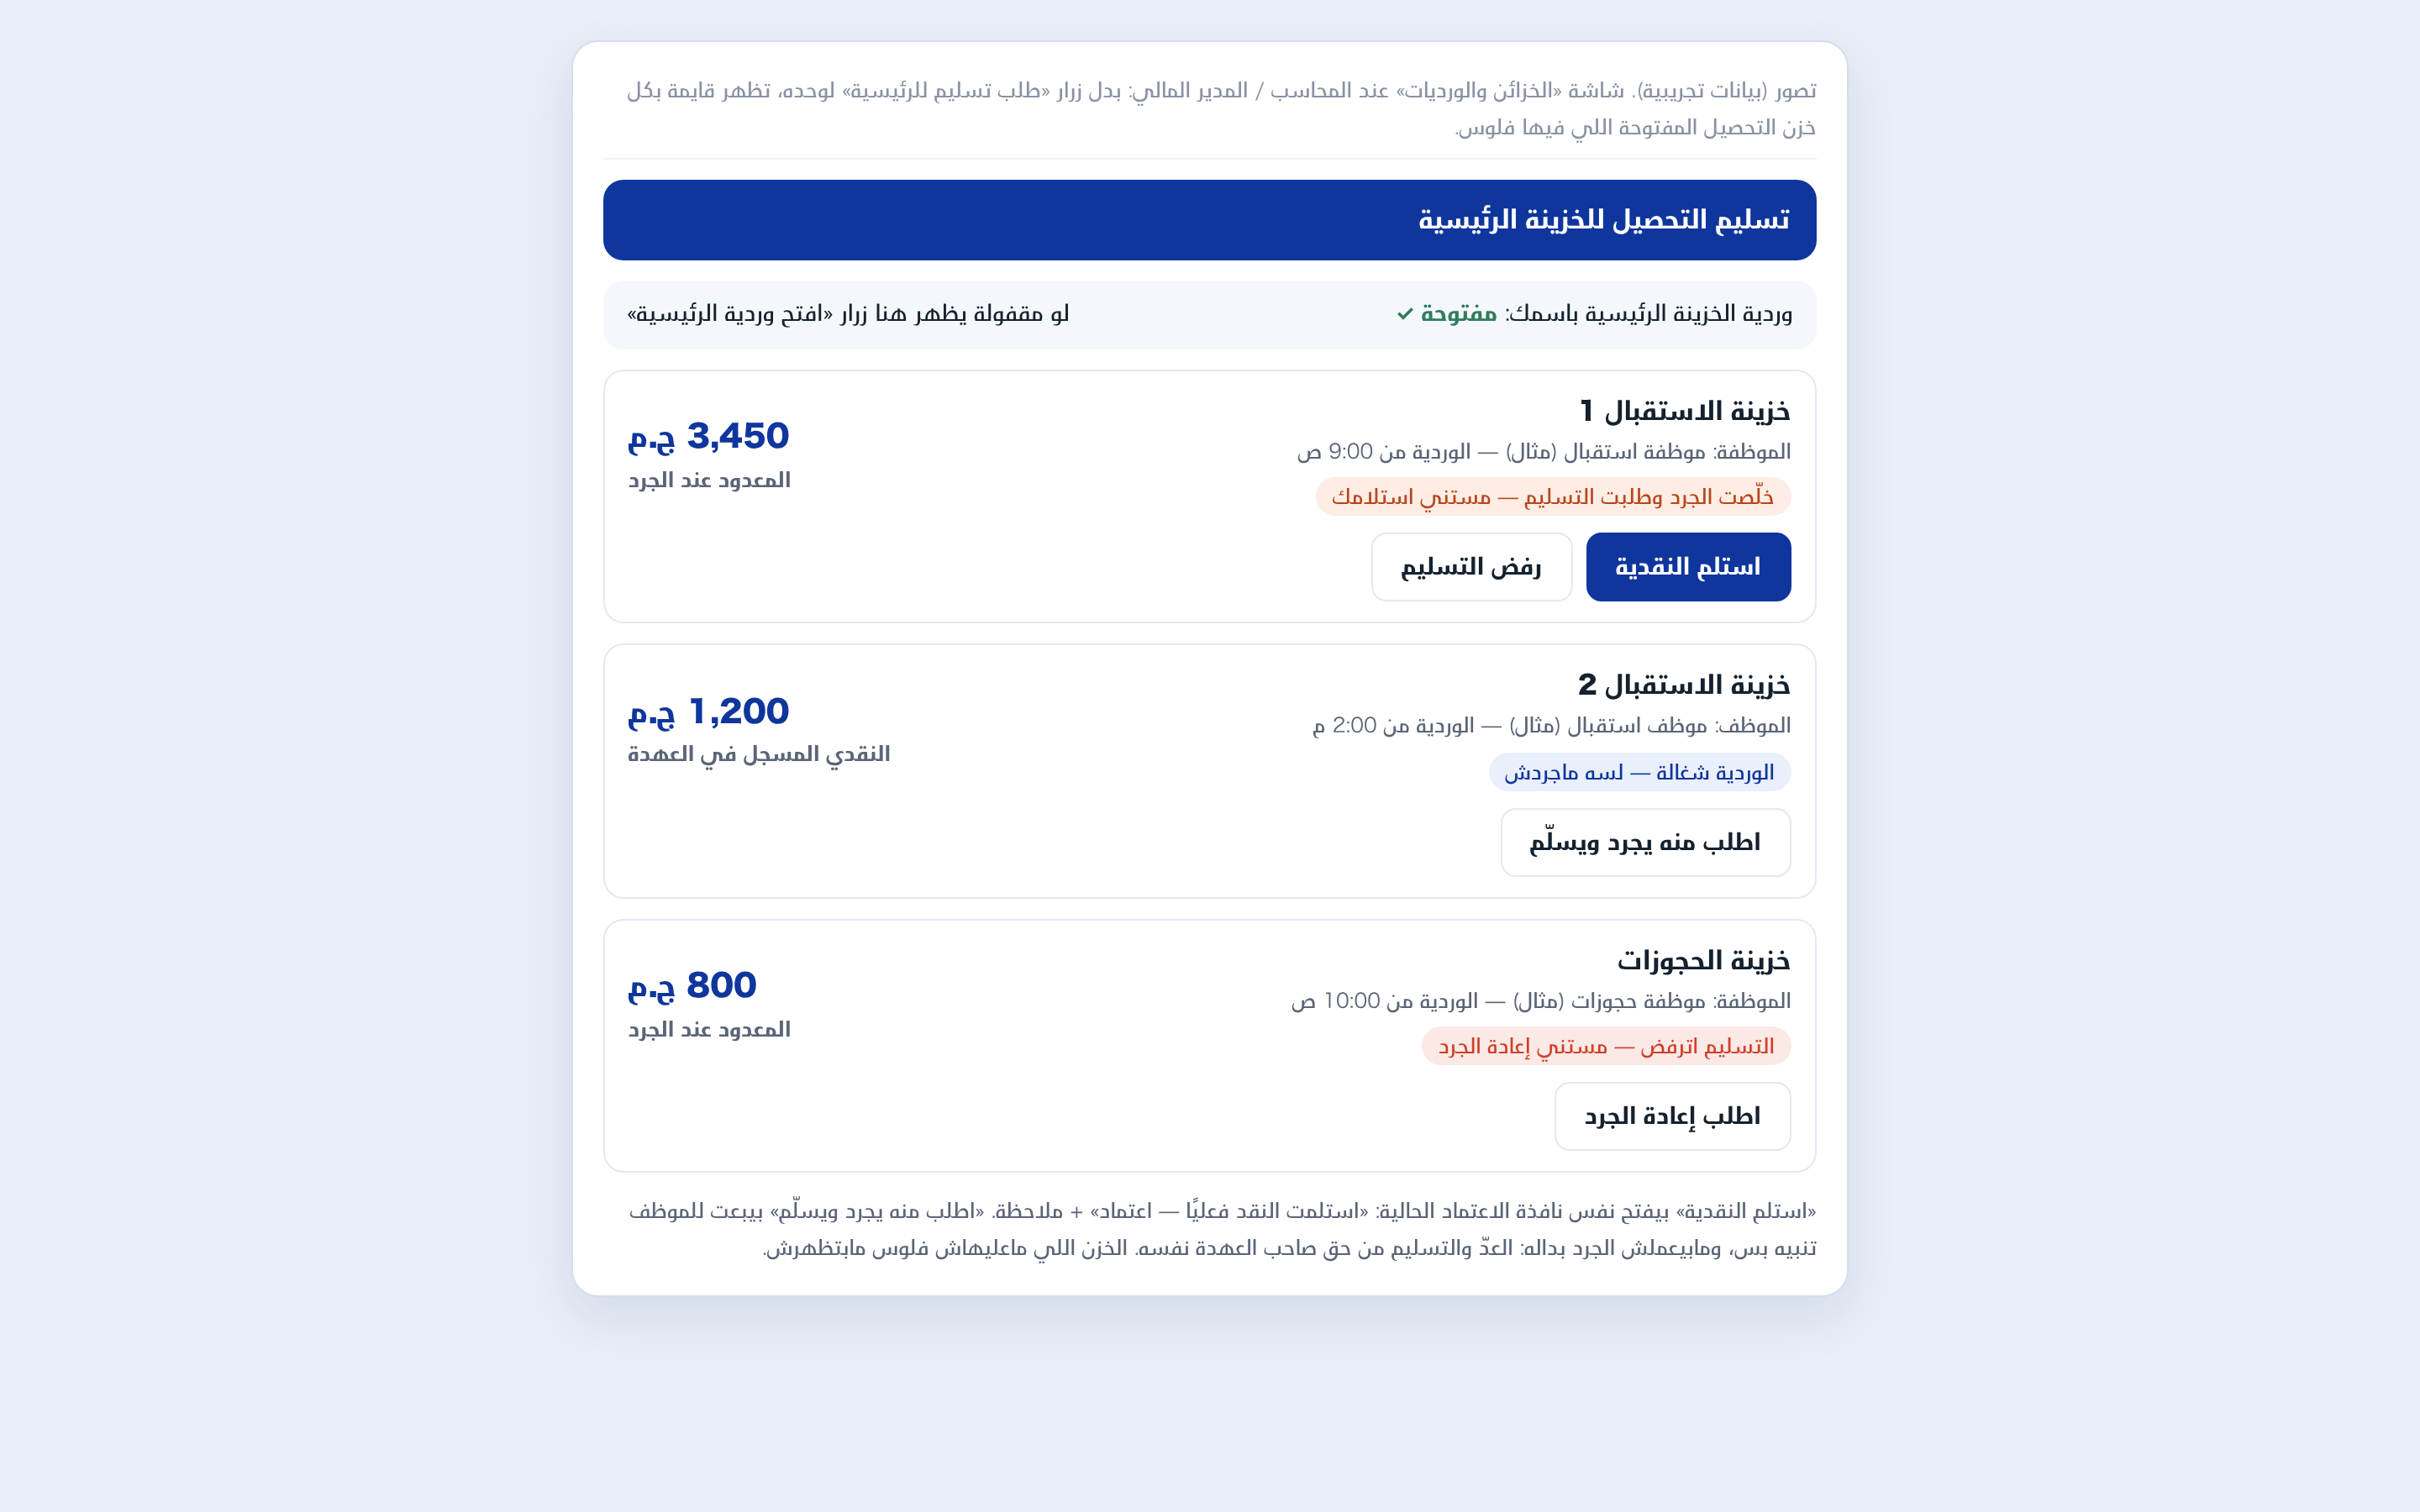 تصور (بيانات تجريبية). شاشة «الخزائن والورديات» عند المحاسب / المدير المالي: بدل زرار «طلب تسليم للرئيسية» لوحده، تظهر قايمة بكل
خزن التحصيل المفتوحة اللي فيها فلوس.
تسليم التحصيل للخزينة الرئيسية
وردية الخزينة الرئيسية باسمك: مفتوحة ✓
لو مقفولة يظهر هنا زرار «افتح وردية الرئيسية»
خزينة الاستقبال 1
الموظفة: موظفة استقبال (مثال) — الوردية من 9:00 ص
خلّصت الجرد وطلبت التسليم — مستني استلامك
3,450 ج.م
المعدود عند الجرد
استلم النقدية
رفض التسليم
خزينة الاستقبال 2
الموظف: موظف استقبال (مثال) — الوردية من 2:00 م
الوردية شغالة — لسه ماجردش
1,200 ج.م
النقدي المسجل في العهدة
اطلب منه يجرد ويسلّم
خزينة الحجوزات
الموظفة: موظفة حجوزات (مثال) — الوردية من 10:00 ص
التسليم اترفض — مستني إعادة الجرد
800 ج.م
المعدود عند الجرد
اطلب إعادة الجرد
«استلم النقدية» بيفتح نفس نافذة الاعتماد الحالية: «استلمت النقد فعليًا — اعتماد» + ملاحظة. «اطلب منه يجرد ويسلّم» بيبعت للموظف
تنبيه بس، ومابيعملش الجرد بداله: العدّ والتسليم من حق صاحب العهدة نفسه. الخزن اللي ماعليهاش فلوس مابتظهرش.